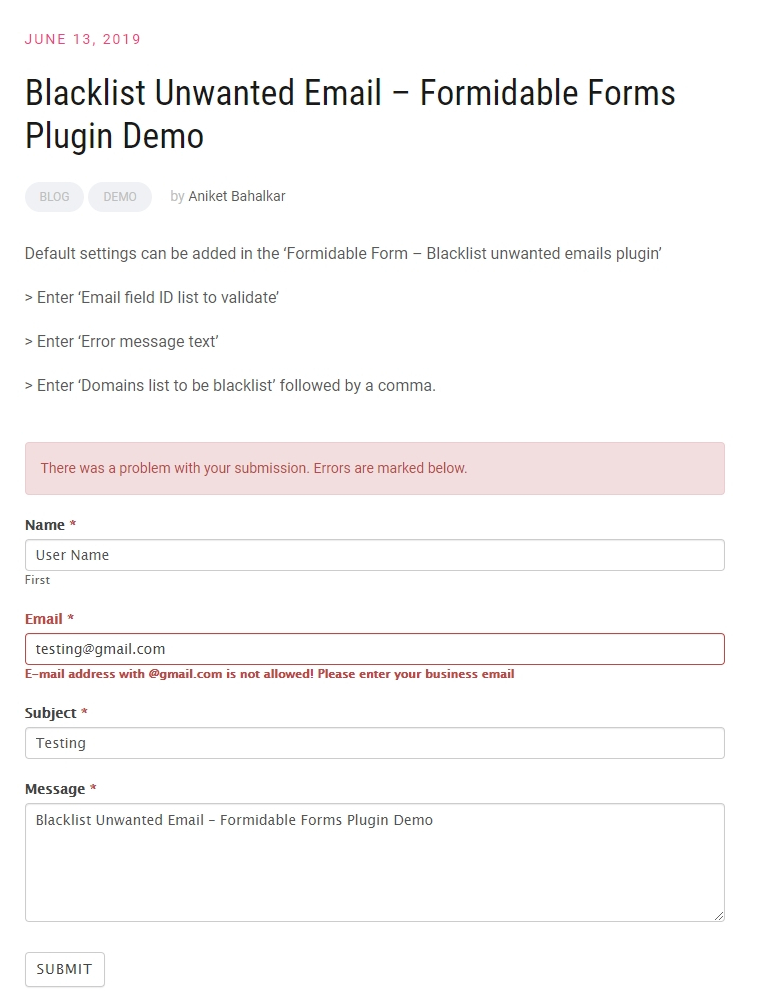 JUNE 13, 2019
Blacklist Unwanted Email – Formidable Forms
Plugin Demo
BLOG DEMO by Aniket Bahalkar
Default settings can be added in the ‘Formidable Form – Blacklist unwanted emails plugin’
> Enter ‘Email field ID list to validate’
> Enter ‘Error message text’
> Enter ‘Domains list to be blacklist’ followed by a comma.
There was a problem with your submission. Errors are marked below.
Name *
User Name
First
Email *
testing@gmail.com
E-mail address with @gmail.com is not allowed! Please enter your business email
Subject *
Testing
Message *
Blacklist Unwanted Email – Formidable Forms Plugin Demo
SUBMIT